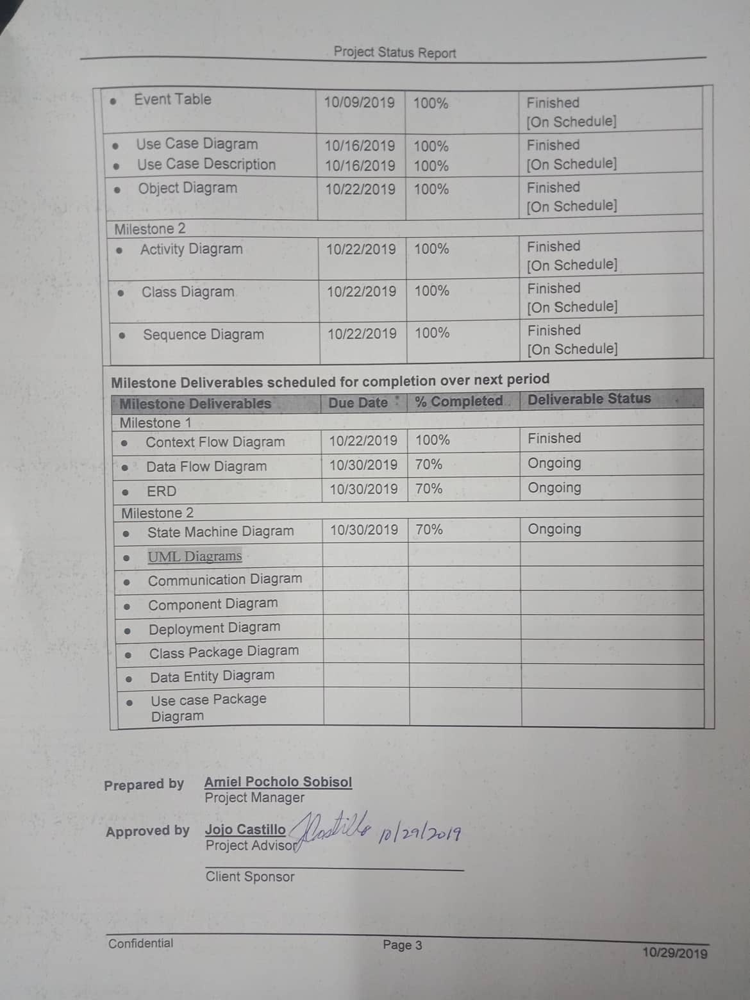 Project Status Report
• Event Table 10/09/2019 100% Finished
[On Schedule]
• Use Case Diagram 10/16/2019 100% Finished
• Use Case Description 10/16/2019 100% [On Schedule]
• Object Diagram 10/22/2019 100% Finished
[On Schedule]
Milestone 2
• Activity Diagram 10/22/2019 100% Finished
[On Schedule]
• Class Diagram 10/22/2019 100% Finished
[On Schedule]
• Sequence Diagram 10/22/2019 100% Finished
[On Schedule]
Milestone Deliverables scheduled for completion over next period
Milestone Deliverables Due Date % Completed Deliverable Status
Milestone 1
• Context Flow Diagram 10/22/2019 100% Finished
• Data Flow Diagram 10/30/2019 70% Ongoing
• ERD 10/30/2019 70% Ongoing
Milestone 2
• State Machine Diagram 10/30/2019 70% Ongoing
• UML Diagrams
• Communication Diagram
• Component Diagram
• Deployment Diagram
• Class Package Diagram
• Data Entity Diagram
• Use case Package
Diagram
Prepared by Amiel Pocholo Sobisol
Project Manager
Approved by Jojo Castillo JCastillo 10/29/2019
Project Advisor
Client Sponsor
Confidential Page 3 10/29/2019